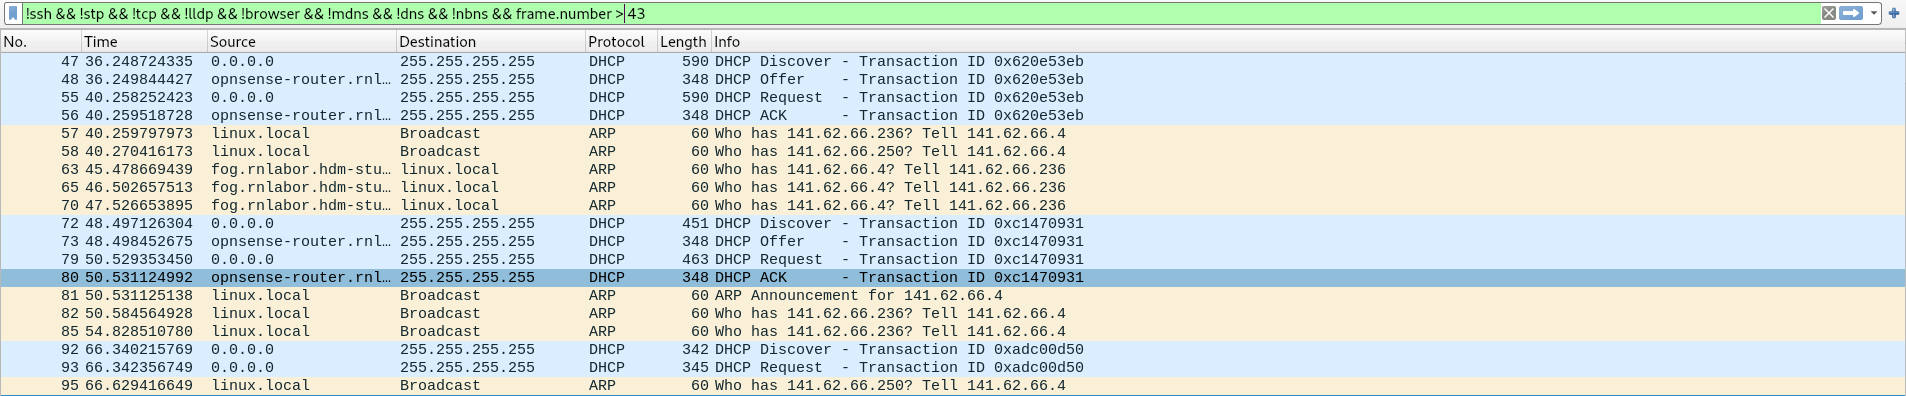 !ssh && !stp && !tcp && !lldp && !browser && !mdns && !dns && !nbns && frame.number > 43
No. Time Source Destination Protocol Length Info
47 36.248724335 0.0.0.0 255.255.255.255 DHCP 590 DHCP Discover - Transaction ID 0x620e53eb
48 36.249844427 opnsense-router.rnl… 255.255.255.255 DHCP 348 DHCP Offer - Transaction ID 0x620e53eb
55 40.258252423 0.0.0.0 255.255.255.255 DHCP 590 DHCP Request - Transaction ID 0x620e53eb
56 40.259518728 opnsense-router.rnl… 255.255.255.255 DHCP 348 DHCP ACK - Transaction ID 0x620e53eb
57 40.259797973 linux.local Broadcast ARP 60 Who has 141.62.66.236? Tell 141.62.66.4
58 40.270416173 linux.local Broadcast ARP 60 Who has 141.62.66.250? Tell 141.62.66.4
63 45.478669439 fog.rnlabor.hdm-stu… linux.local ARP 60 Who has 141.62.66.4? Tell 141.62.66.236
65 46.502657513 fog.rnlabor.hdm-stu… linux.local ARP 60 Who has 141.62.66.4? Tell 141.62.66.236
70 47.526653895 fog.rnlabor.hdm-stu… linux.local ARP 60 Who has 141.62.66.4? Tell 141.62.66.236
72 48.497126304 0.0.0.0 255.255.255.255 DHCP 451 DHCP Discover - Transaction ID 0xc1470931
73 48.498452675 opnsense-router.rnl… 255.255.255.255 DHCP 348 DHCP Offer - Transaction ID 0xc1470931
79 50.529353450 0.0.0.0 255.255.255.255 DHCP 463 DHCP Request - Transaction ID 0xc1470931
80 50.531124992 opnsense-router.rnl… 255.255.255.255 DHCP 348 DHCP ACK - Transaction ID 0xc1470931
81 50.531125138 linux.local Broadcast ARP 60 ARP Announcement for 141.62.66.4
82 50.584564928 linux.local Broadcast ARP 60 Who has 141.62.66.236? Tell 141.62.66.4
85 54.828510780 linux.local Broadcast ARP 60 Who has 141.62.66.236? Tell 141.62.66.4
92 66.340215769 0.0.0.0 255.255.255.255 DHCP 342 DHCP Discover - Transaction ID 0xadc00d50
93 66.342356749 0.0.0.0 255.255.255.255 DHCP 345 DHCP Request - Transaction ID 0xadc00d50
95 66.629416649 linux.local Broadcast ARP 60 Who has 141.62.66.250? Tell 141.62.66.4